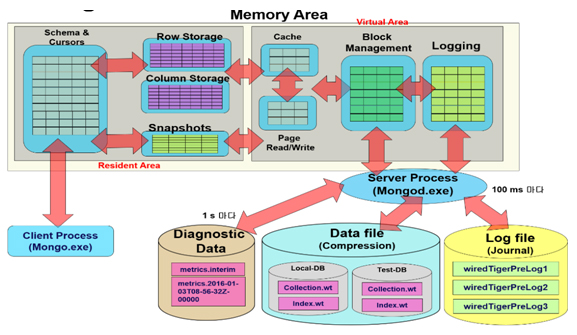 Memory Area
Virtual Area
Schema &
Cursors
Row Storage
Column Storage
Snapshots
Resident Area
Cache
Page
Read/Write
Block
Management
Logging
Server Process
(Mongod.exe)
100 ms 마다
1 s 마다
Client Process
(Mongo.exe)
Diagnostic
Data
metrics.interim
metrics.2016-01-
03T08-56-32Z-
00000
Data file
(Compression)
Local-DB
Collection.wt
Index.wt
Test-DB
Collection.wt
Index.wt
Log file
(Journal)
wiredTigerPreLog1
wiredTigerPreLog2
wiredTigerPreLog3